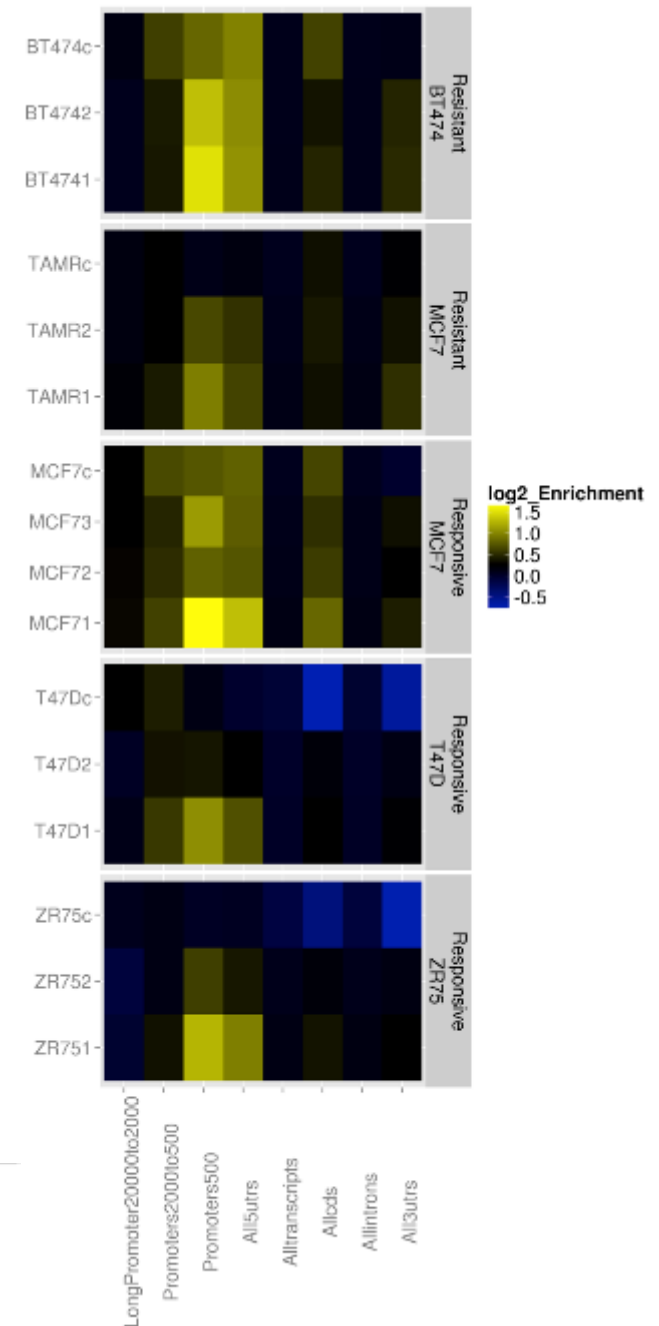 BT474c
BT4742
BT4741
Resistant
BT474
TAMRc
TAMR2
TAMR1
Resistant
MCF7
MCF7c
MCF73
MCF72
MCF71
Responsive
MCF7
T47Dc
T47D2
T47D1
Responsive
T47D
ZR75c
ZR752
ZR751
Responsive
ZR75
log2_Enrichment
1.5
1.0
0.5
0.0
-0.5
LongPromoter20000to2000
Promoters2000to500
Promoters500
All5utrs
Alltranscripts
Allcds
Allintrons
All3utrs